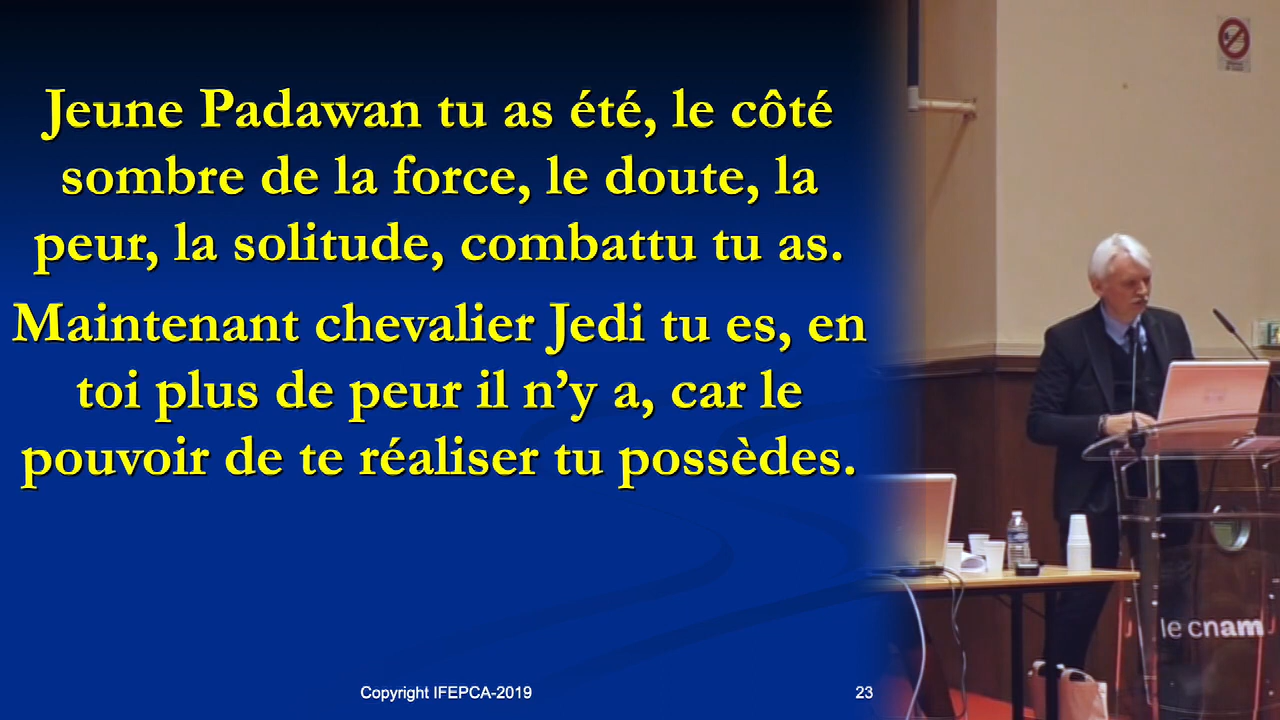 Jeune Padawan tu as été, le côté
sombre de la force, le doute, la
peur, la solitude, combattu tu as.
Maintenant chevalier Jedi tu es, en
toi plus de peur il n’y a, car le
pouvoir de te réaliser tu possèdes.
le cnam
Copyright IFEPCA-2019
23